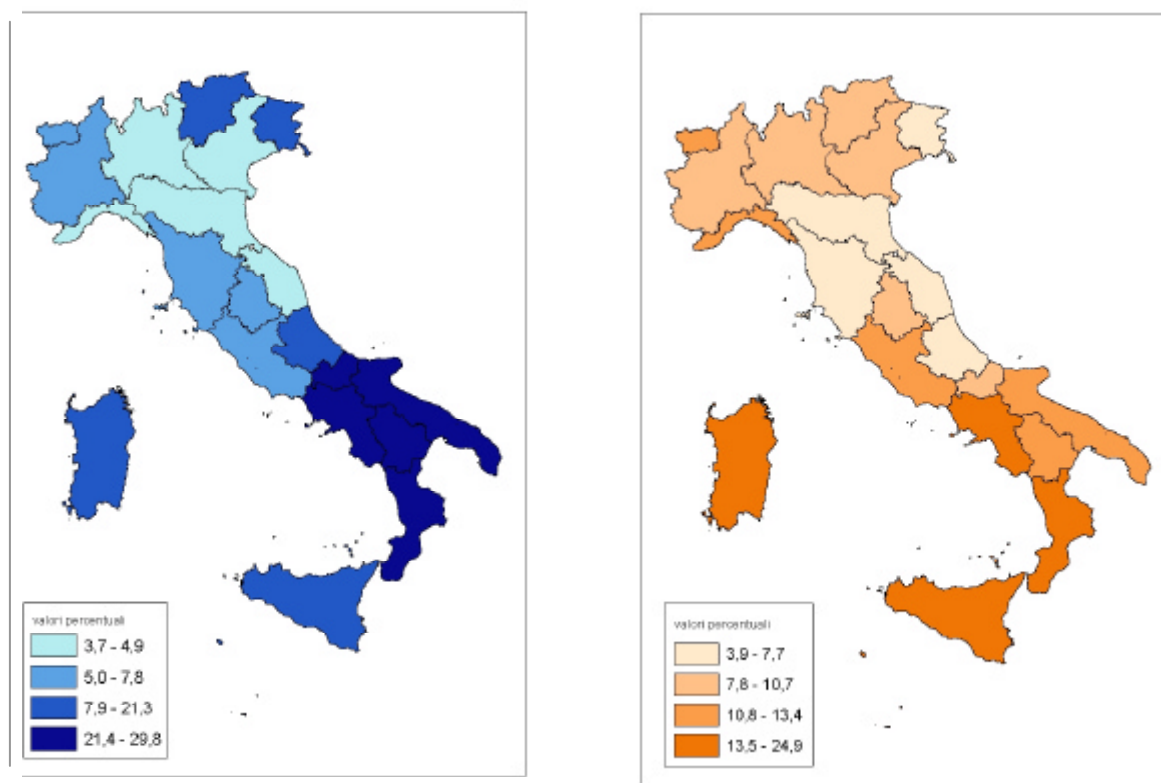 valori percentuali
3,7 - 4,9
5,0 - 7,8
7,9 - 21,3
21,4 - 29,8
valori percentuali
3,9 - 7,7
7,8 - 10,7
10,8 - 13,4
13,5 - 24,9